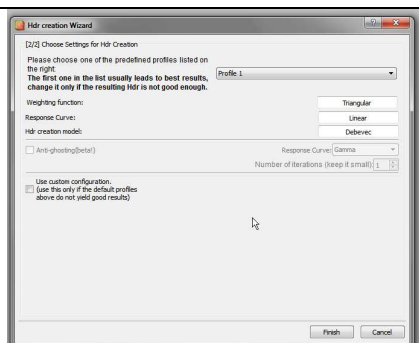 Hdr creation Wizard
[2/2] Choose Settings for Hdr Creation
Please choose one of the predefined profiles listed on
the right.
The first one in the list usually leads to best results,
change it only if the resulting Hdr is not good enough.
Profile 1
Weighting function:
Triangular
Response Curve:
Linear
Hdr creation model:
Debevec
Anti-ghosting(beta!)
Response Curve: Gamma
Number of iterations (keep it small) 1
Use custom configuration.
(use this only if the default profiles
above do not yield good results)
Finish
Cancel